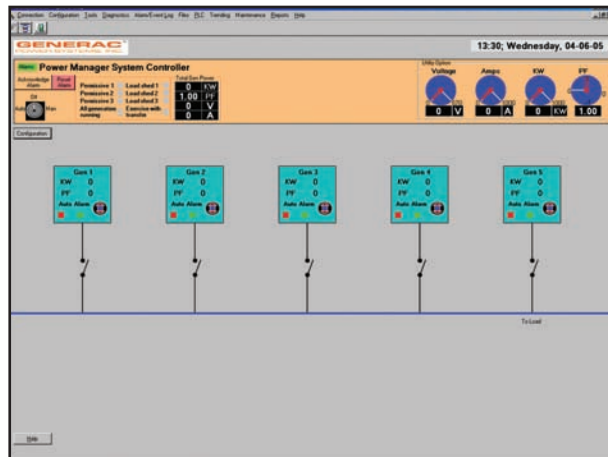 Connection Configuration Tools Diagnostics Alarm/Event Log Files PLC Trending Maintenance Reports Help
GENERAC
POWER SYSTEMS, INC.
13:30; Wednesday, 04-06-05
Alarms Power Manager System Controller
Acknowledge Alarm
Reset Alarm
Off
Auto Man
Permissive 1 Load shed 1
Permissive 2 Load shed 2
Permissive 3 Load shed 3
All generators running Exercise with transfer
Total Gen Power
0 KW
1.00 PF
0 V
0 A
Utility Option
Voltage Amps KW PF
0 V 0 A 0 KW 1.00
Configuration
Gen 1 Gen 2 Gen 3 Gen 4 Gen 5
KW 0 KW 0 KW 0 KW 0 KW 0
PF 0 PF 0 PF 0 PF 0 PF 0
Auto Alarm Auto Alarm Auto Alarm Auto Alarm Auto Alarm
To Load
Help